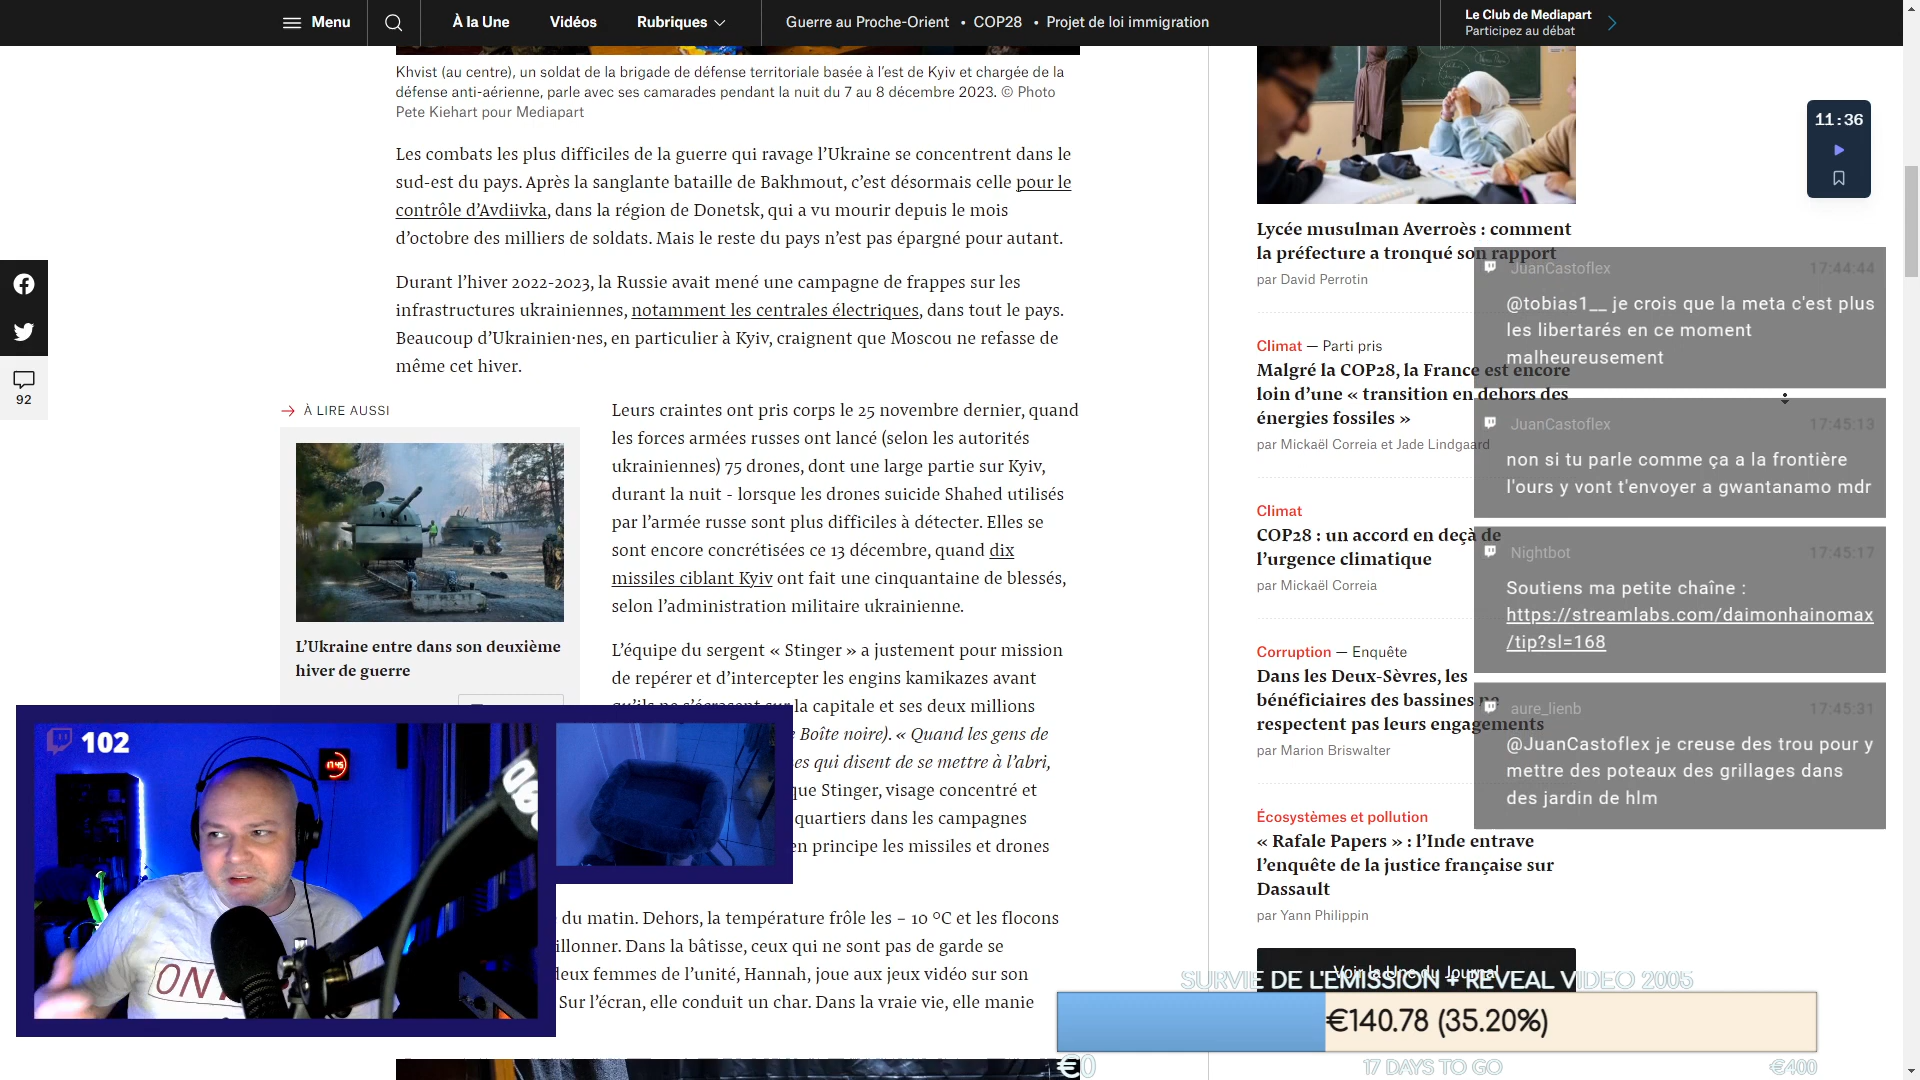 Menu
À la Une
Vidéos
Rubriques
Guerre au Proche-Orient • COP28 • Projet de loi immigration
Le Club de Mediapart
Participez au débat
Khvist (au centre), un soldat de la brigade de défense territoriale basée à l’est de Kyiv et chargée de la
défense anti-aérienne, parle avec ses camarades pendant la nuit du 7 au 8 décembre 2023. © Photo
Pete Kiehart pour Mediapart
Les combats les plus difficiles de la guerre qui ravage l’Ukraine se concentrent dans le
sud-est du pays. Après la sanglante bataille de Bakhmout, c’est désormais celle pour le
contrôle d’Avdiivka, dans la région de Donetsk, qui a vu mourir depuis le mois
d’octobre des milliers de soldats. Mais le reste du pays n’est pas épargné pour autant.
Durant l’hiver 2022-2023, la Russie avait mené une campagne de frappes sur les
infrastructures ukrainiennes, notamment les centrales électriques, dans tout le pays.
Beaucoup d’Ukrainien·nes, en particulier à Kyiv, craignent que Moscou ne refasse de
même cet hiver.
92
À LIRE AUSSI
L’Ukraine entre dans son deuxième
hiver de guerre
Leurs craintes ont pris corps le 25 novembre dernier, quand
les forces armées russes ont lancé (selon les autorités
ukrainiennes) 75 drones, dont une large partie sur Kyiv,
durant la nuit - lorsque les drones suicide Shahed utilisés
par l’armée russe sont plus difficiles à détecter. Elles se
sont encore concrétisées ce 13 décembre, quand dix
missiles ciblant Kyiv ont fait une cinquantaine de blessés,
selon l’administration militaire ukrainienne.
L’équipe du sergent « Stinger » a justement pour mission
de repérer et d’intercepter les engins kamikazes avant
qu’ils ne s’écrasent sur la capitale et ses deux millions
Boîte noire). « Quand les gens de
es qui disent de se mettre à l’abri,
que Stinger, visage concentré et
quartiers dans les campagnes
en principe les missiles et drones
du matin. Dehors, la température frôle les – 10 °C et les flocons
illonner. Dans la bâtisse, ceux qui ne sont pas de garde se
deux femmes de l’unité, Hannah, joue aux jeux vidéo sur son
Sur l’écran, elle conduit un char. Dans la vraie vie, elle manie
102
17:45
ON
Lycée musulman Averroès : comment
la préfecture a tronqué son rapport
par David Perrotin
Climat — Parti pris
Malgré la COP28, la France est encore
loin d’une « transition en dehors des
énergies fossiles »
par Mickaël Correia et Jade Lindgaard
Climat
COP28 : un accord en deçà de
l’urgence climatique
par Mickaël Correia
Corruption — Enquête
Dans les Deux-Sèvres, les
bénéficiaires des bassines ne
respectent pas leurs engagements
par Marion Briswalter
Écosystèmes et pollution
« Rafale Papers » : l’Inde entrave
l’enquête de la justice française sur
Dassault
par Yann Philippin
Voir la Une du Journal
11:36
JuanCastoflex 17:44:44
@tobias1__ je crois que la meta c'est plus
les libertarés en ce moment
malheureusement
JuanCastoflex 17:45:13
non si tu parle comme ça a la frontière
l'ours y vont t'envoyer a gwantanamo mdr
Nightbot 17:45:17
Soutiens ma petite chaîne :
https://streamlabs.com/daimonhainomax
/tip?sl=168
aure_lienb 17:45:31
@JuanCastoflex je creuse des trou pour y
mettre des poteaux des grillages dans
des jardin de hlm
SURVIE DE L'EMISSION + REVEAL VIDEO 2005
€140.78 (35.20%)
€0
17 DAYS TO GO
€400